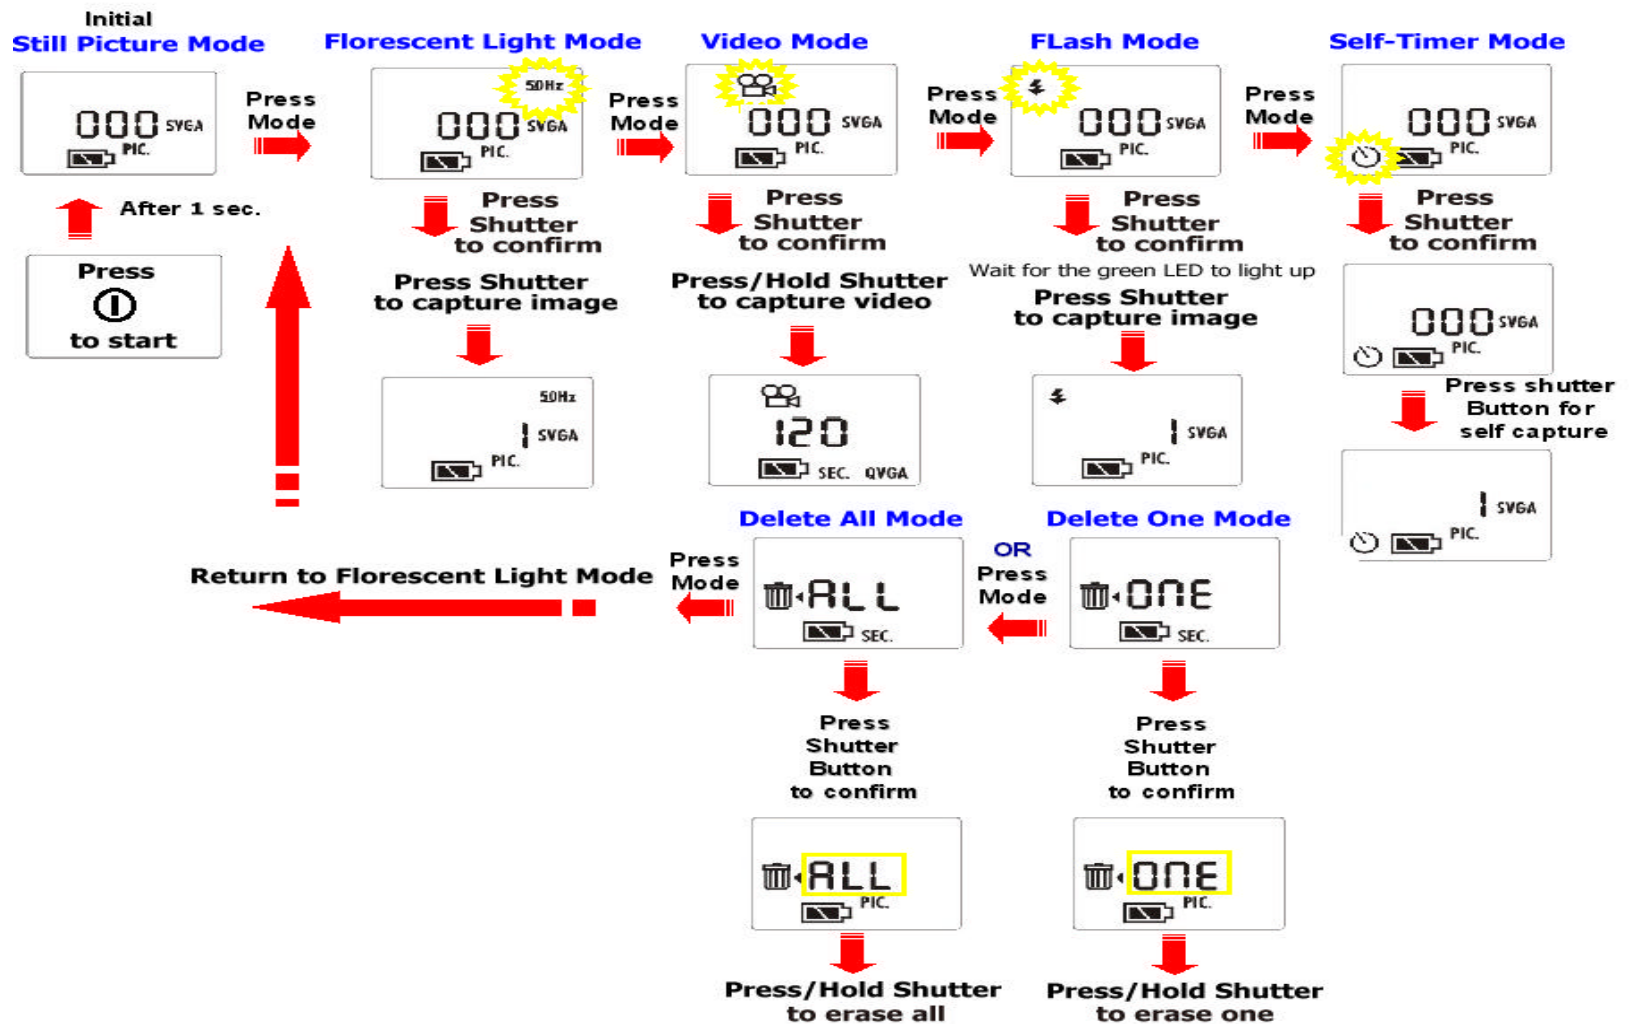 Initial
Still Picture Mode
Florescent Light Mode
Video Mode
FLash Mode
Self-Timer Mode
000 SVGA
PIC.
Press
Mode
50Hz
000 SVGA
PIC.
Press
Mode
000 SVGA
PIC.
Press
Mode
000 SVGA
PIC.
Press
Mode
000 SVGA
PIC.
After 1 sec.
Press
to start
Press
Shutter
to confirm
Press Shutter
to capture image
50Hz
1 SVGA
PIC.
Press
Shutter
to confirm
Press/Hold Shutter
to capture video
120
SEC. QVGA
Press
Shutter
to confirm
Wait for the green LED to light up
Press Shutter
to capture image
1 SVGA
PIC.
Press
Shutter
to confirm
000 SVGA
PIC.
Press shutter
Button for
self capture
1 SVGA
PIC.
Delete One Mode
ONE
SEC.
OR
Press
Mode
Delete All Mode
ALL
SEC.
Press
Mode
Return to Florescent Light Mode
Press
Shutter
Button
to confirm
ALL
PIC.
Press/Hold Shutter
to erase all
Press
Shutter
Button
to confirm
ONE
PIC.
Press/Hold Shutter
to erase one